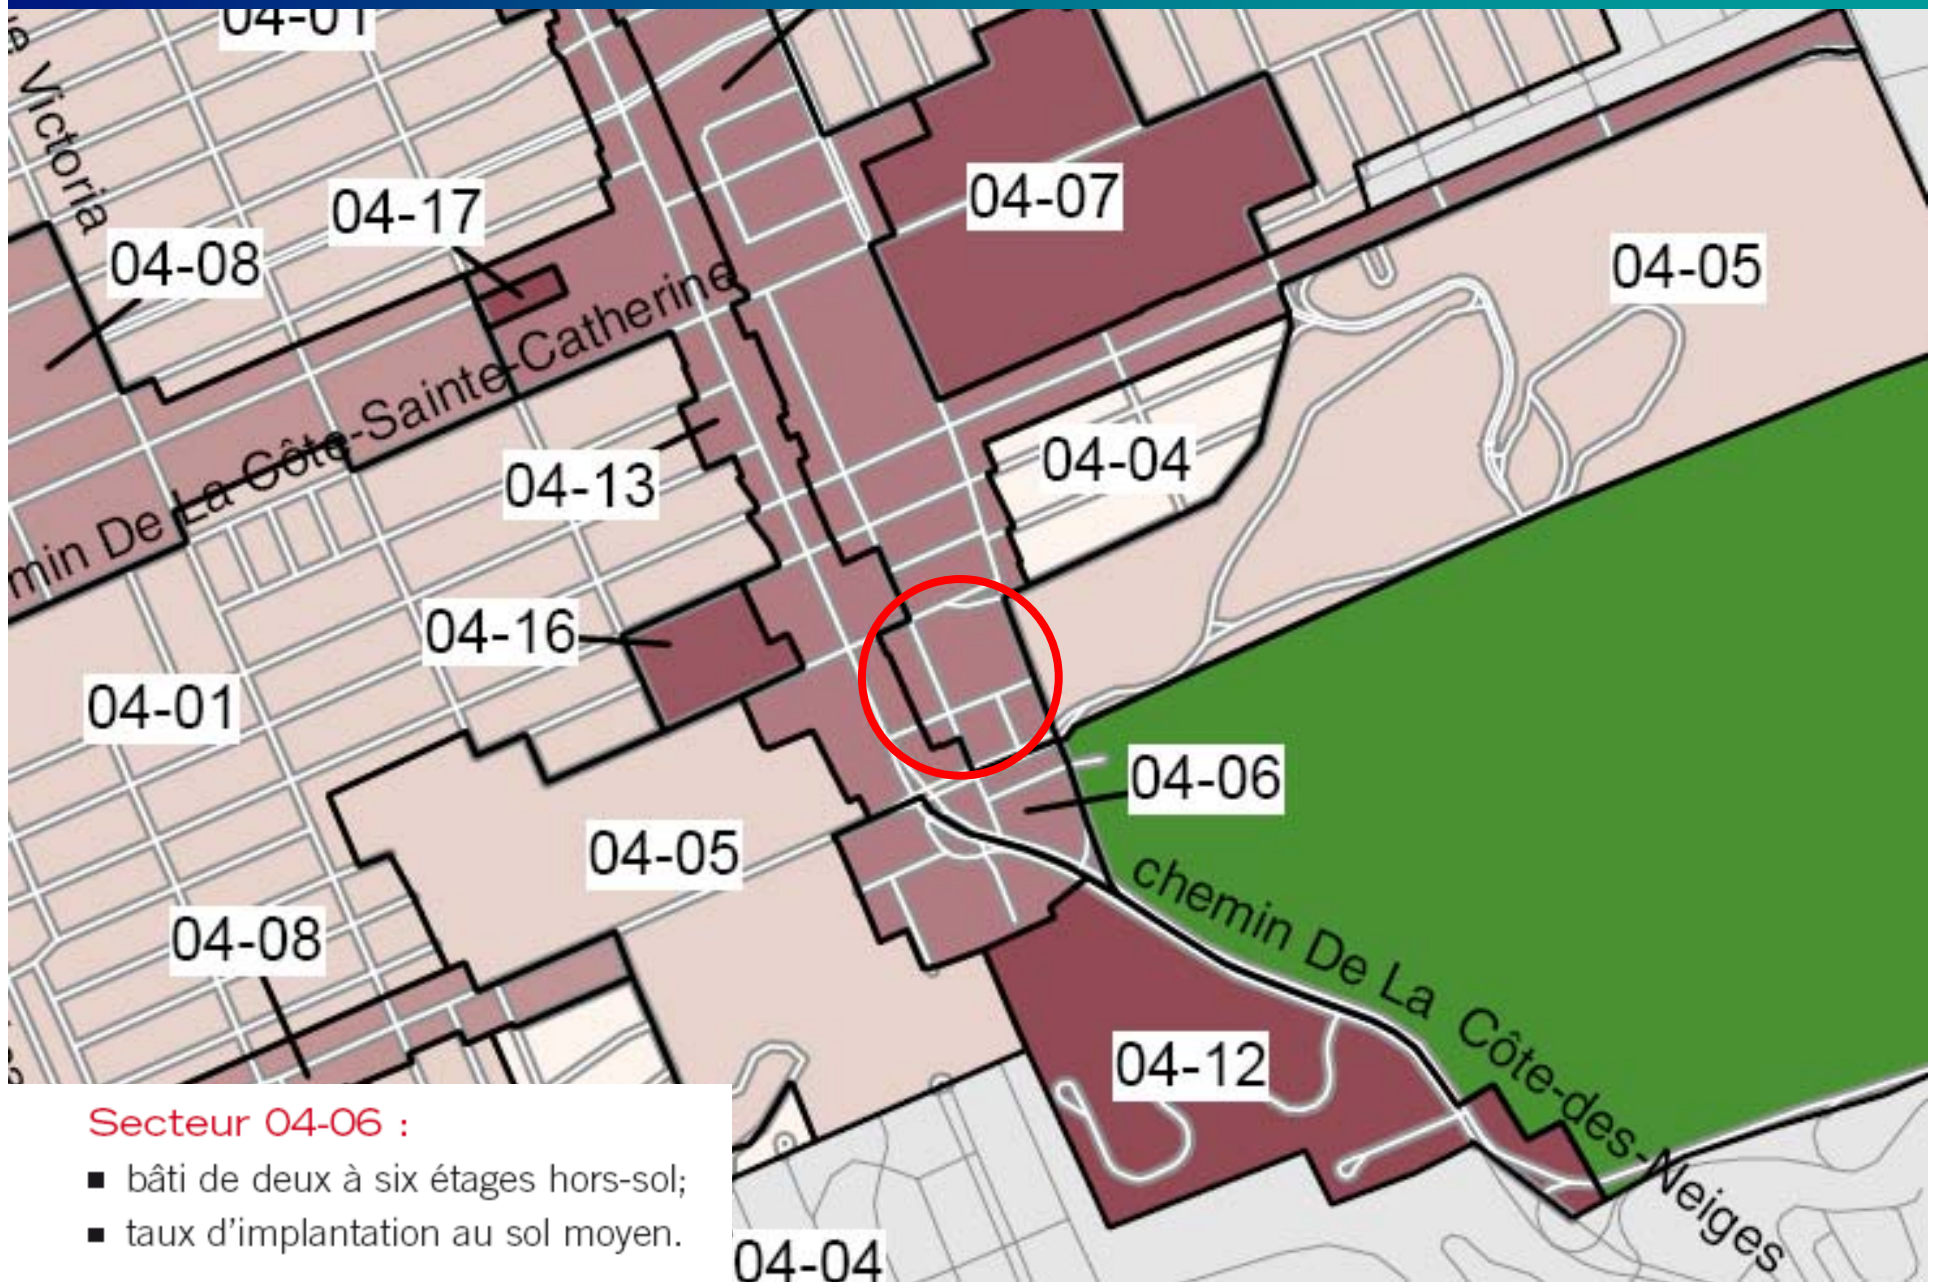 04-01
Victoria
04-17
04-07
04-08
04-05
chemin De La Côte-Sainte-Catherine
04-04
04-13
04-16
04-01
04-06
04-05
04-08
chemin De La Côte-des-Neiges
04-12
Secteur 04-06 :
▪ bâti de deux à six étages hors-sol;
▪ taux d'implantation au sol moyen.
04-04